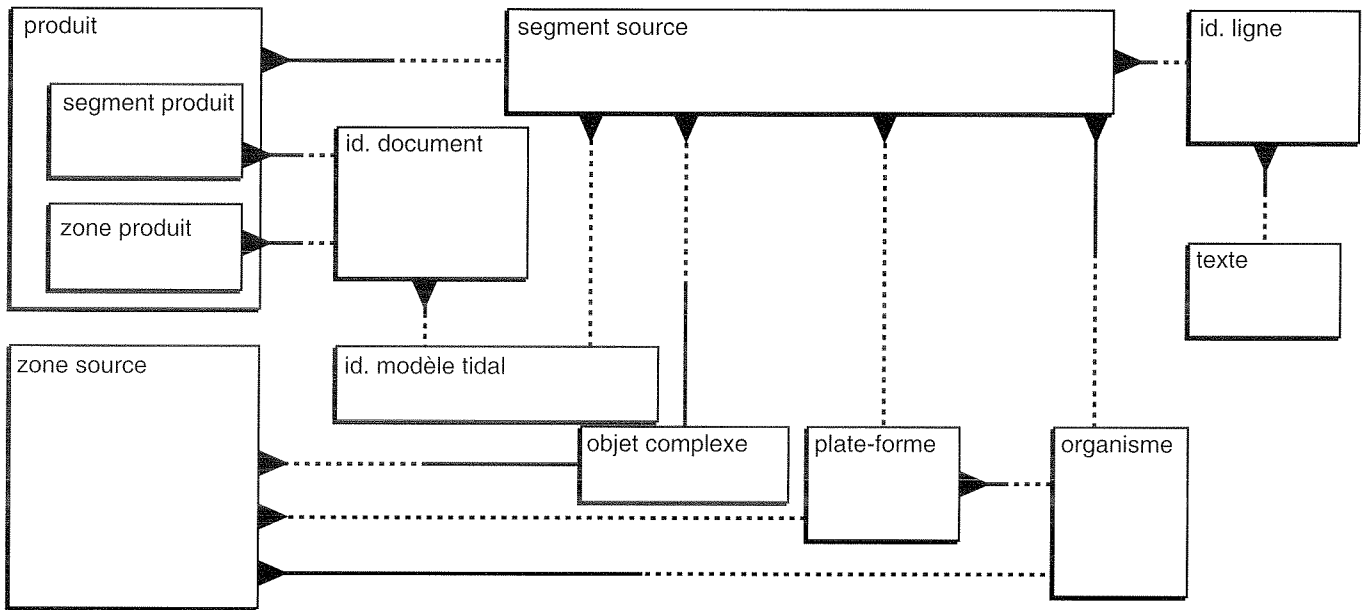 produit
segment source
id. ligne
segment produit
id. document
zone produit
texte
zone source
id. modèle tidal
objet complexe
plate-forme
organisme